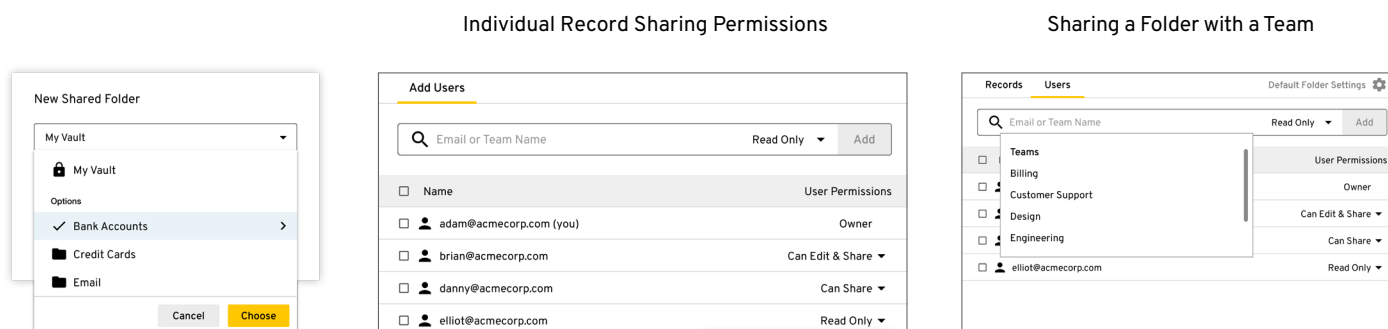 Individual Record Sharing Permissions
Sharing a Folder with a Team
New Shared Folder
My Vault
My Vault
Options
Bank Accounts
Credit Cards
Email
Cancel Choose
Add Users
Email or Team Name Read Only Add
Name User Permissions
adam@acmecorp.com (you) Owner
brian@acmecorp.com Can Edit & Share
danny@acmecorp.com Can Share
elliot@acmecorp.com Read Only
Records Users Default Folder Settings
Email or Team Name Read Only Add
Teams
Billing
Customer Support
Design
Engineering
User Permissions
Owner
Can Edit & Share
Can Share
elliot@acmecorp.com Read Only